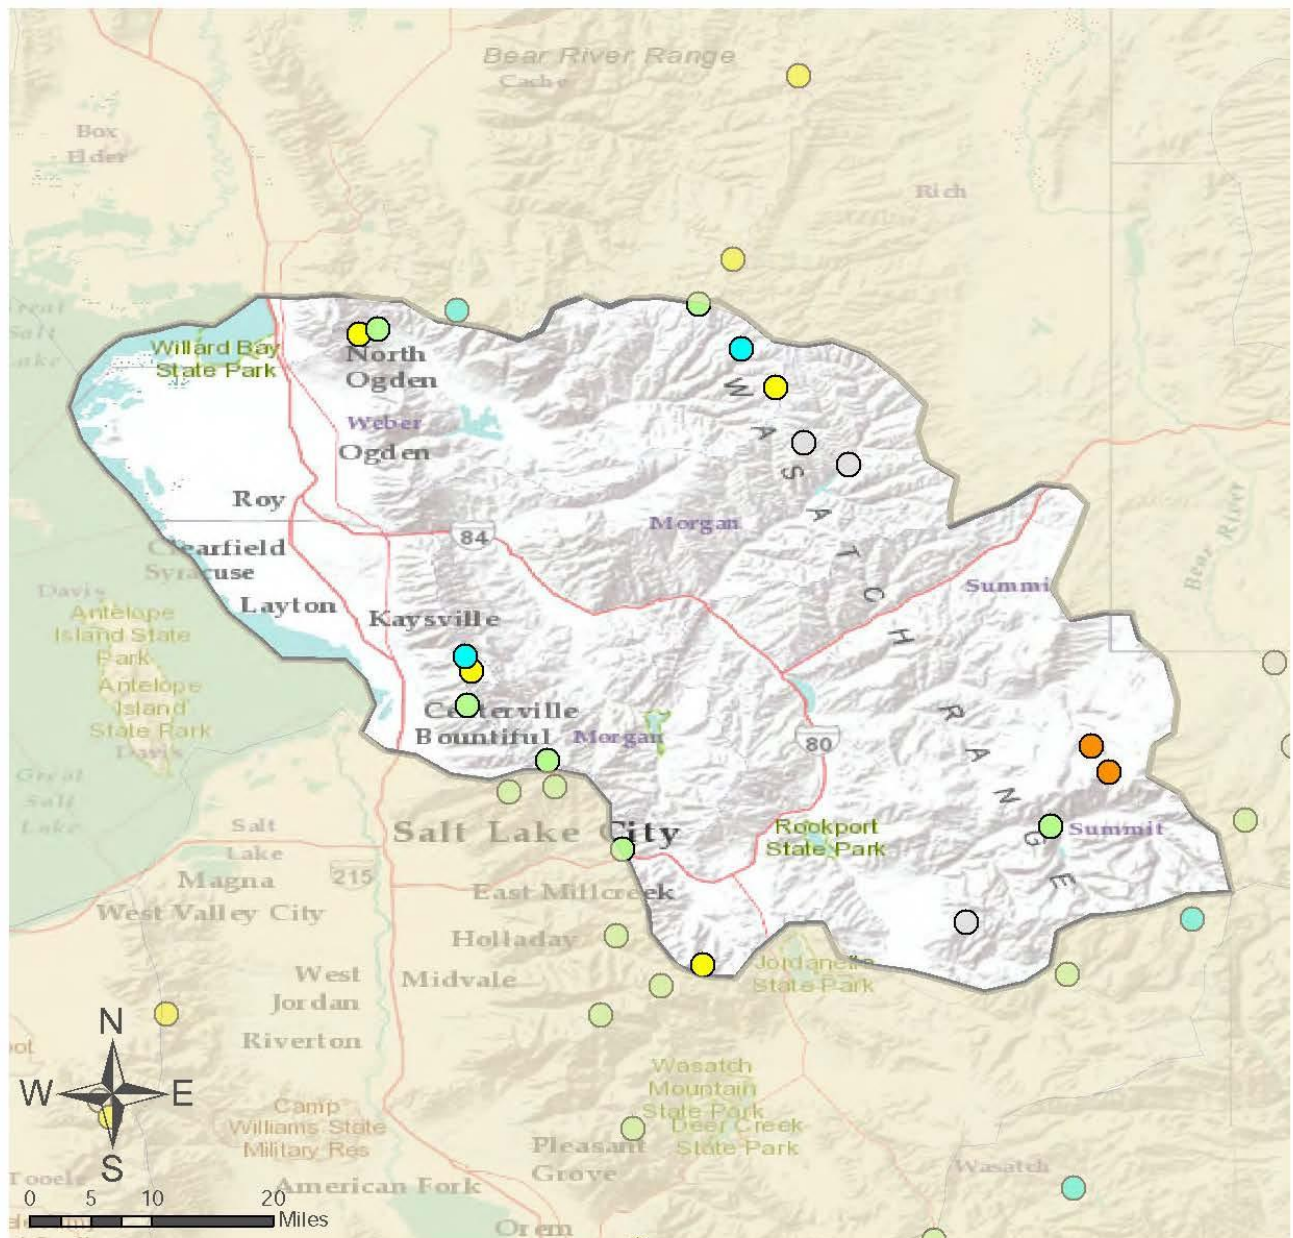 Bear River Range
Cache
Box
Elder
Rich
Great
Salt
Lake
Willard Bay
State Park
North
Ogden
Weber
Ogden
Roy
84
Morgan
Clearfield
Syracuse
Davis
Layton
Kaysville
Summi
Bear River
Antelope
Island State
Park
Antelope
Island
State Park
Davis
Centerville
Bountiful
Morgan
80
WASATCH RANGE
Great
Salt
Lake
Salt
Lake
Salt Lake City
Rockport
State Park
Summit
Magna
215
East Millcreek
West Valley City
Holladay
Midvale
West
Jordan
Jordanelle
State Park
Riverton
N
W E
S
Wasatch
Mountain
State Park
Deer Creek
State Park
Camp
Williams State
Military Res
Pleasant
Grove
Wasatch
Tooele
American Fork
Orem
0 5 10 20
Miles